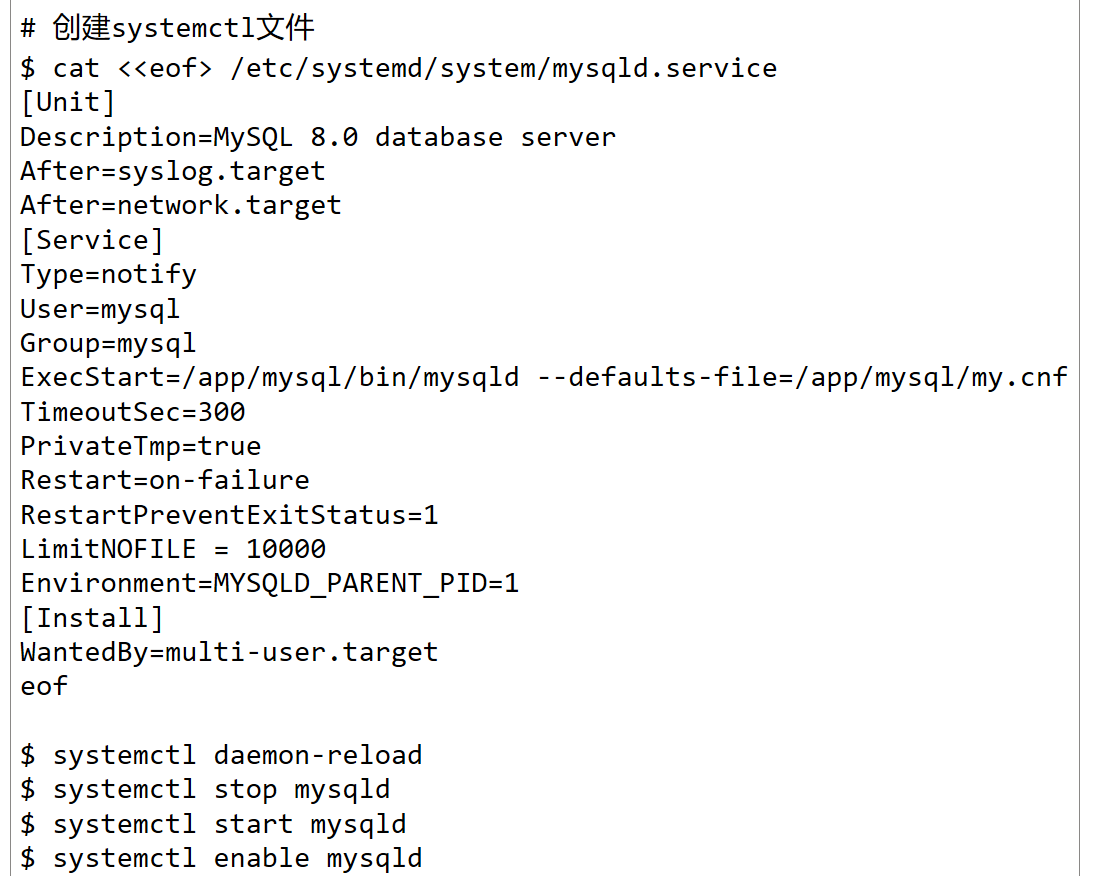 # 创建systemctl文件
$ cat <<eof> /etc/systemd/system/mysqld.service
[Unit]
Description=MySQL 8.0 database server
After=syslog.target
After=network.target
[Service]
Type=notify
User=mysql
Group=mysql
ExecStart=/app/mysql/bin/mysqld --defaults-file=/app/mysql/my.cnf
TimeoutSec=300
PrivateTmp=true
Restart=on-failure
RestartPreventExitStatus=1
LimitNOFILE = 10000
Environment=MYSQLD_PARENT_PID=1
[Install]
WantedBy=multi-user.target
eof
$ systemctl daemon-reload
$ systemctl stop mysqld
$ systemctl start mysqld
$ systemctl enable mysqld